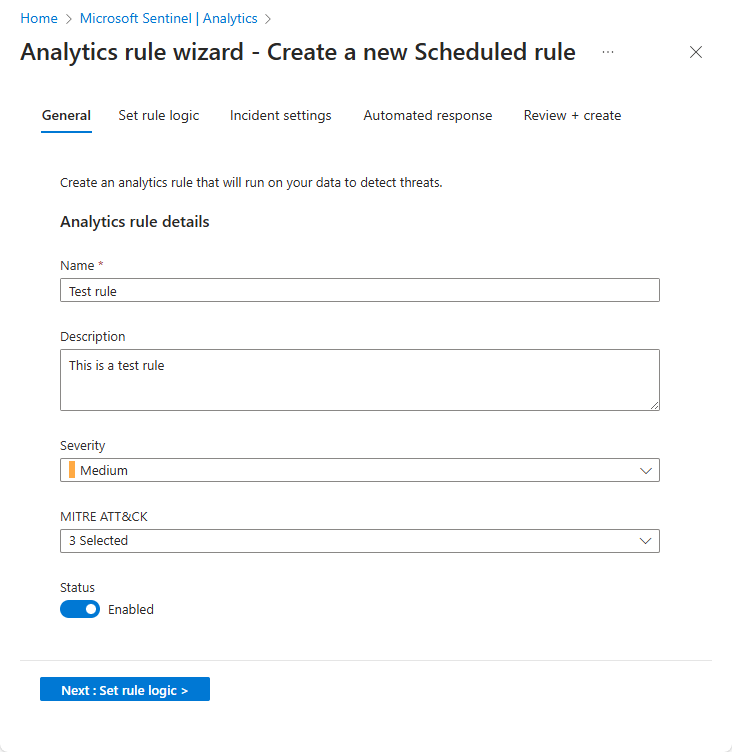 Home > Microsoft Sentinel | Analytics >
Analytics rule wizard - Create a new Scheduled rule ...
General Set rule logic Incident settings Automated response Review + create
Create an analytics rule that will run on your data to detect threats.
Analytics rule details
Name *
Test rule
Description
This is a test rule
Severity
Medium
MITRE ATT&CK
3 Selected
Status
Enabled
Next : Set rule logic >